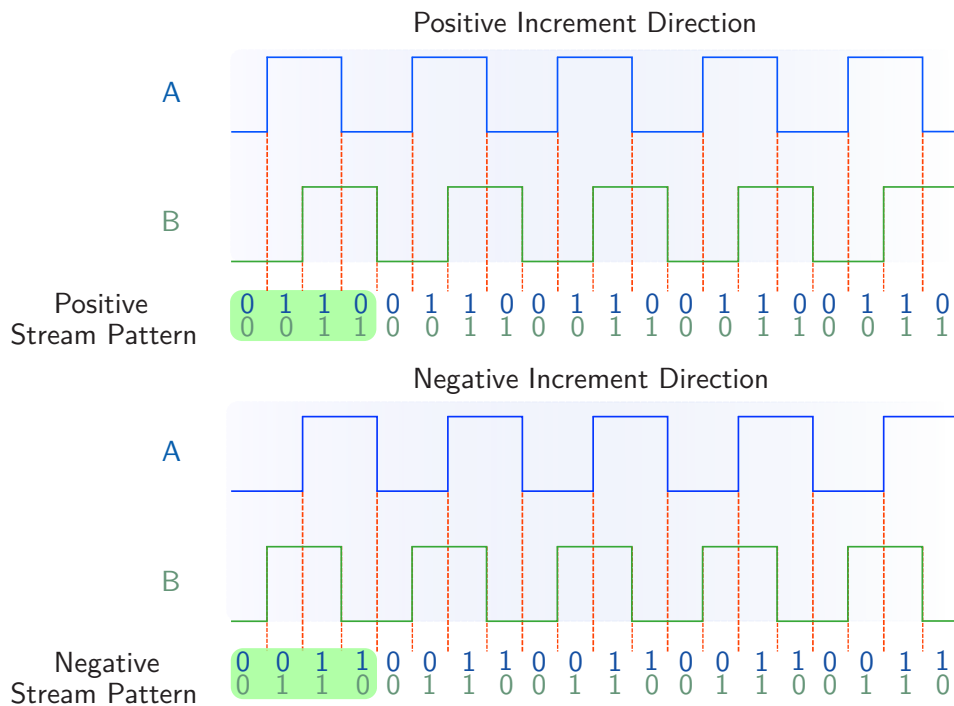 Positive Increment Direction
A
B
Positive
Stream Pattern
0 1 1 0 0 1 1 0 0 1 1 0 0 1 1 0 0 1 1 0
0 0 1 1 0 0 1 1 0 0 1 1 0 0 1 1 0 0 1 1
Negative Increment Direction
A
B
Negative
Stream Pattern
0 0 1 1 0 0 1 1 0 0 1 1 0 0 1 1 0 0 1 1
0 1 1 0 0 1 1 0 0 1 1 0 0 1 1 0 0 1 1 0